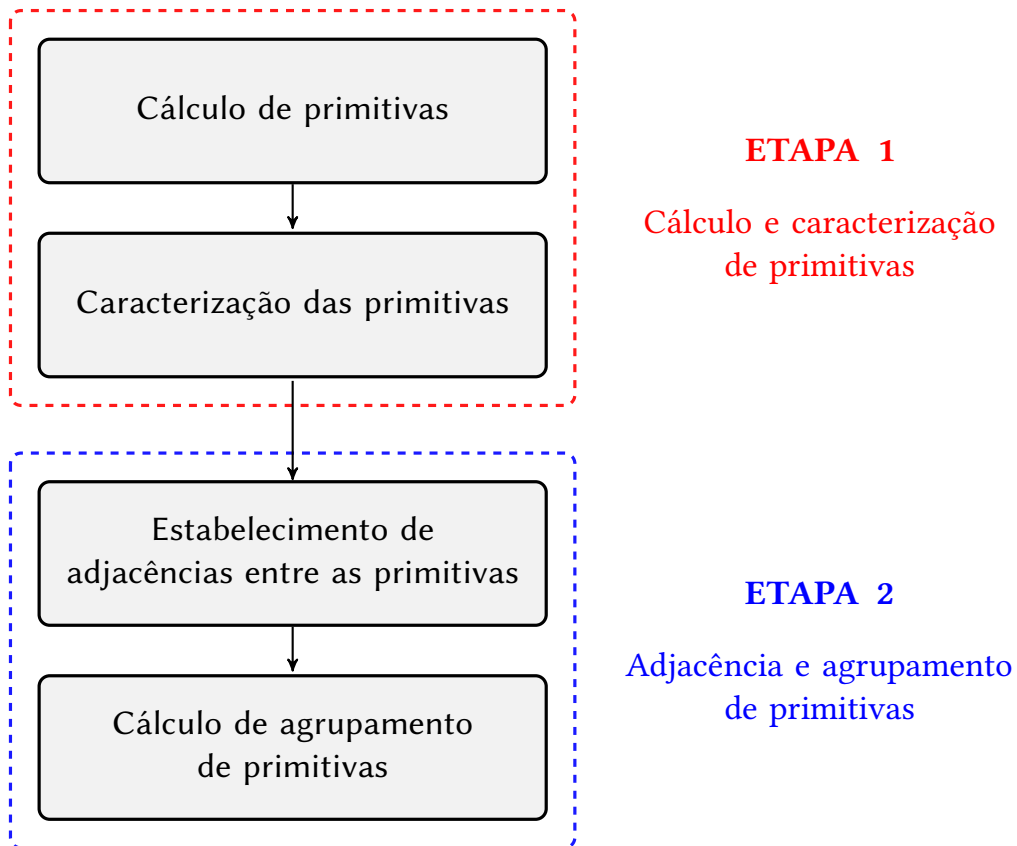 Cálculo de primitivas
Caracterização das primitivas
ETAPA 1
Cálculo e caracterização
de primitivas
Estabelecimento de
adjacências entre as primitivas
Cálculo de agrupamento
de primitivas
ETAPA 2
Adjacência e agrupamento
de primitivas